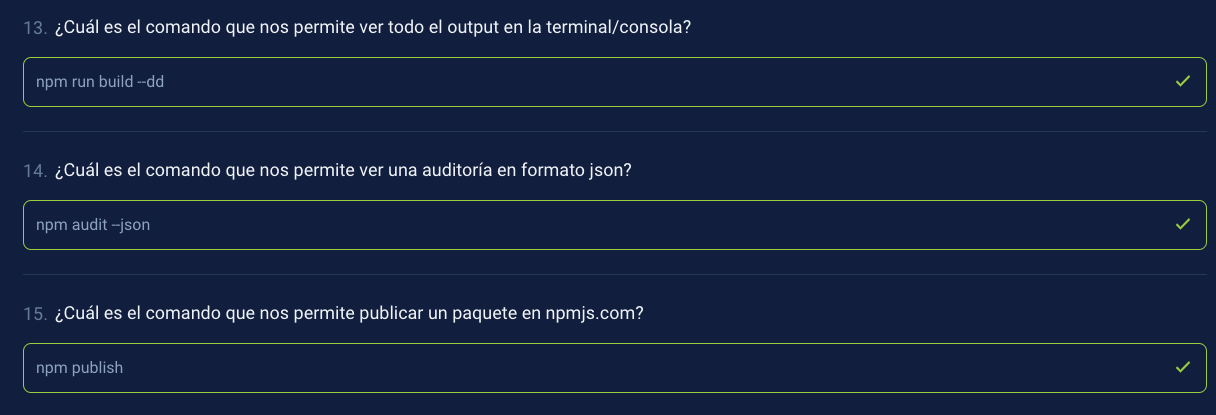 13. ¿Cuál es el comando que nos permite ver todo el output en la terminal/consola?
npm run build --dd
14. ¿Cuál es el comando que nos permite ver una auditoría en formato json?
npm audit --json
15. ¿Cuál es el comando que nos permite publicar un paquete en npmjs.com?
npm publish